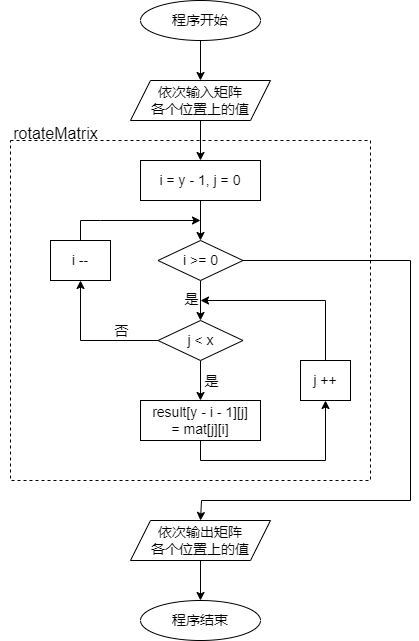 程序开始
依次输入矩阵
各个位置上的值
rotateMatrix
i = y - 1, j = 0
i --
i >= 0
是
否
j < x
是
j ++
result[y - i - 1][j]
= mat[j][i]
依次输出矩阵
各个位置上的值
程序结束